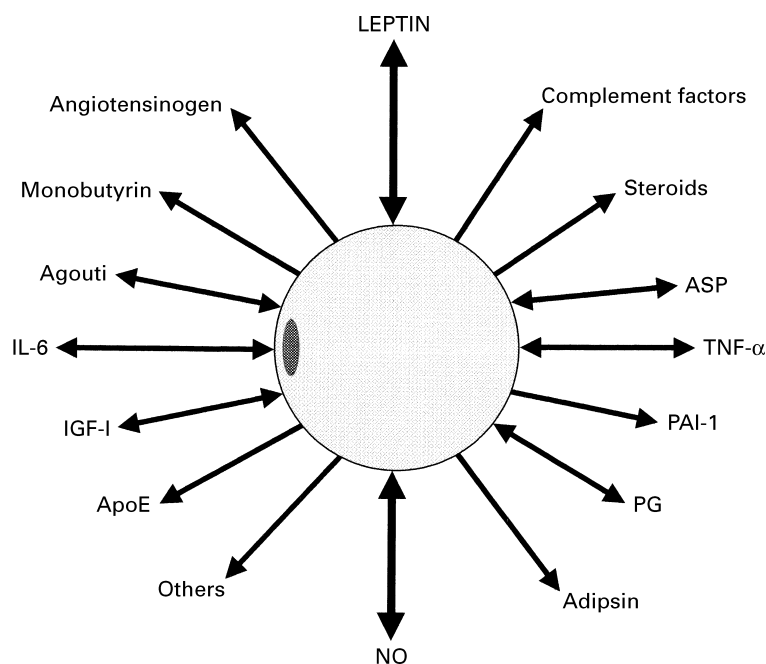 LEPTIN
Angiotensinogen
Complement factors
Monobutyrin
Steroids
Agouti
ASP
IL-6
TNF-α
IGF-I
PAI-1
ApoE
PG
Others
Adipsin
NO